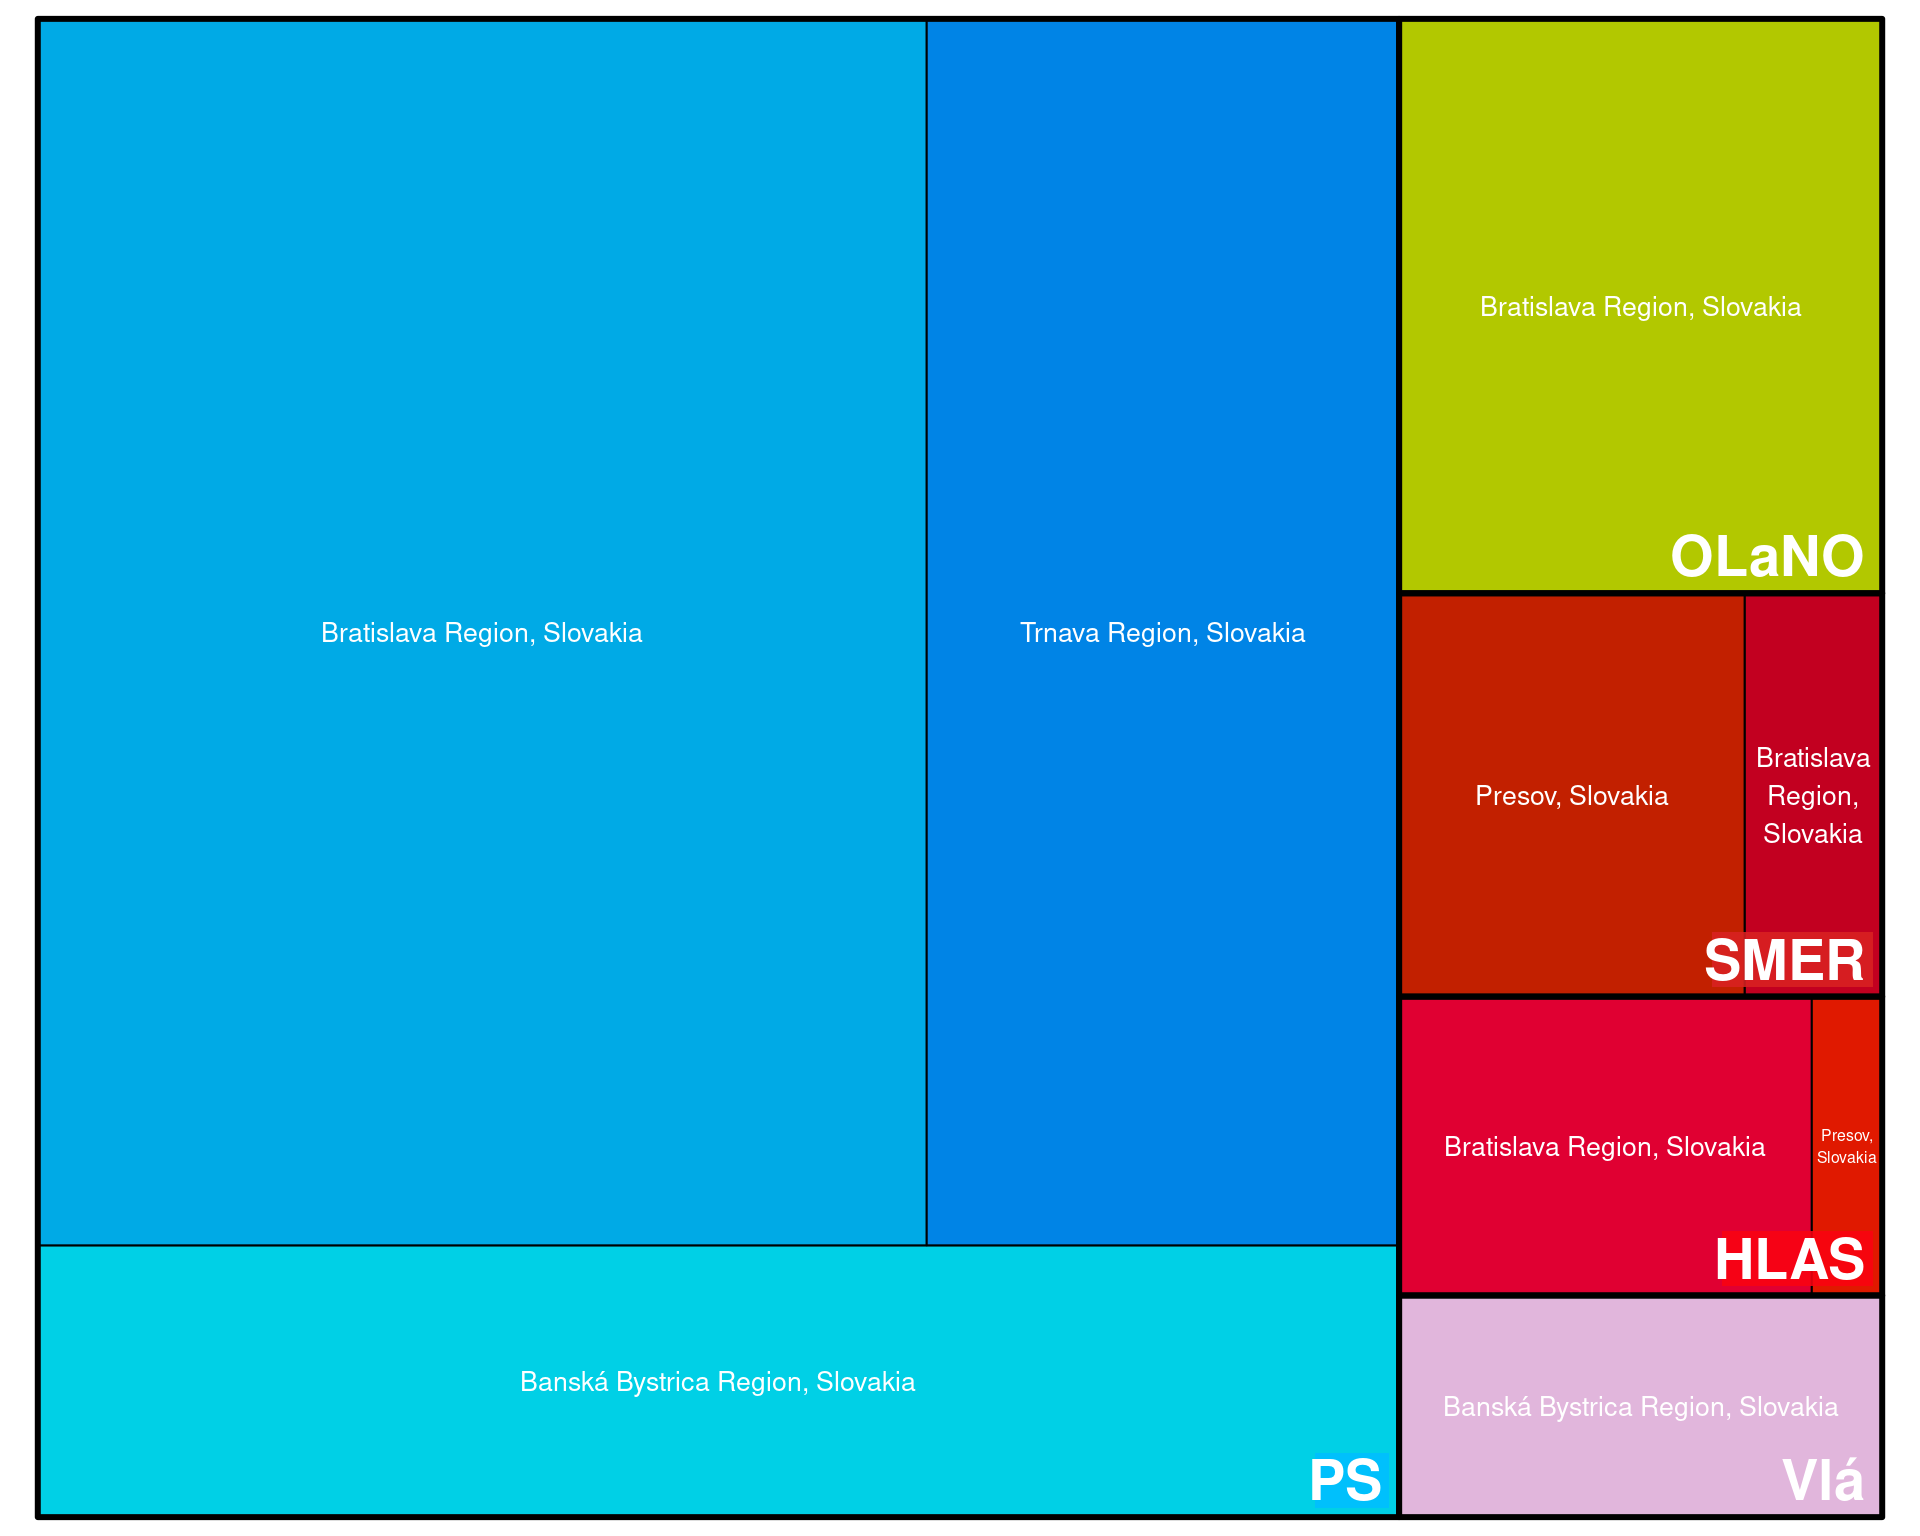 Bratislava Region, Slovakia
Trnava Region, Slovakia
Banská Bystrica Region, Slovakia
PS
Bratislava Region, Slovakia
OLaNO
Presov, Slovakia
Bratislava
Region,
Slovakia
SMER
Bratislava Region, Slovakia
Presov,
Slovakia
HLAS
Banská Bystrica Region, Slovakia
Vlá